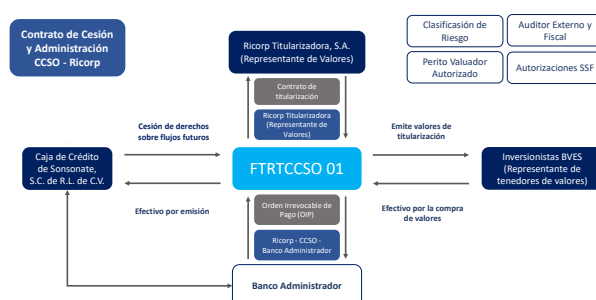 Contrato de Cesión
y Administración
CCSO - Ricorp
Ricorp Titularizadora, S.A.
(Representante de Valores)
Clasificación de
Riesgo
Auditor Externo y
Fiscal
Perito Valuador
Autorizado
Autorizaciones SSF
Contrato de
titularización
Ricorp Titularizadora
(Representante de
Valores)
Cesión de derechos
sobre flujos futuros
Emite valores de
titularización
Caja de Crédito
de Sonsonate,
S.C. de R.L. de C.V.
FTRTCCSO 01
Inversionistas BVES
(Representante de
tenedores de valores)
Efectivo por emisión
Orden Irrevocable de
Pago (OIP)
Efectivo por la compra
de valores
Ricorp - CCSO -
Banco Administrador
Banco Administrador